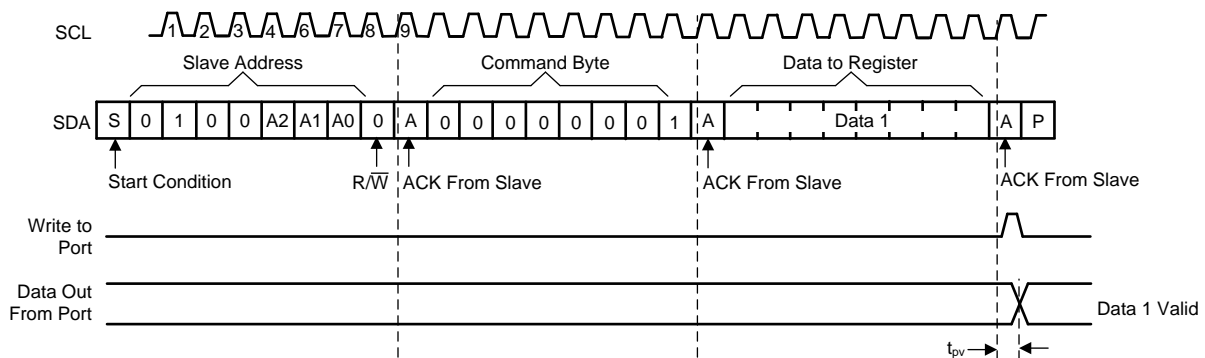 SCL 1 2 3 4 6 7 8 9
Slave Address Command Byte Data to Register
SDA S 0 1 0 0 A2 A1 A0 0 A 0 0 0 0 0 0 0 1 A Data 1 A P
Start Condition R/W̅ ACK From Slave ACK From Slave ACK From Slave
Write to
Port
Data Out
From Port
Data 1 Valid
tpv